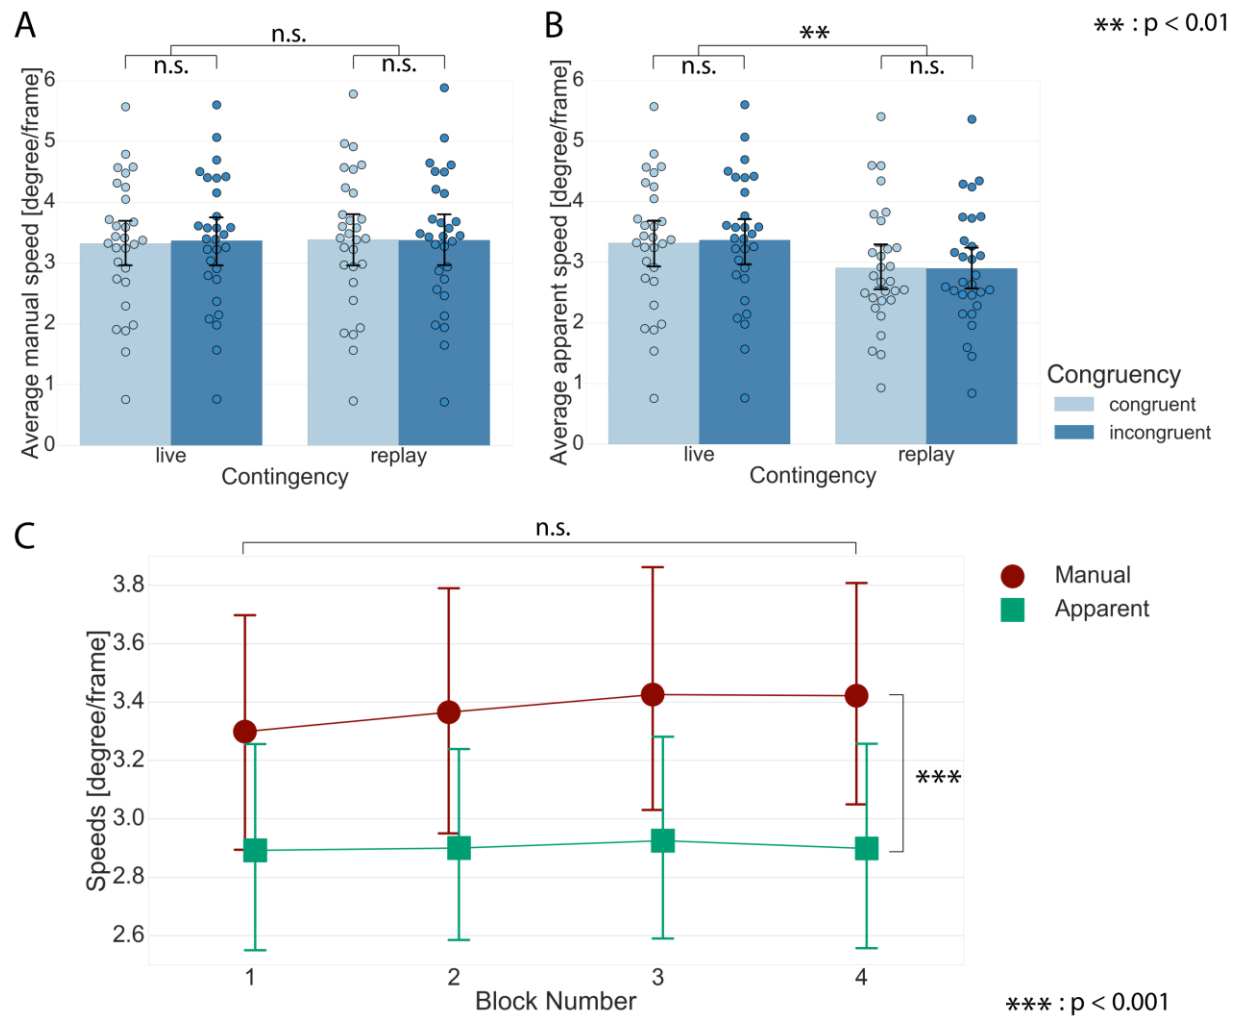 A
B
** : p < 0.01
n.s.
n.s.
n.s.
**
n.s.
n.s.
Average manual speed [degree/frame]
6
5
4
3
2
1
0
live
replay
Contingency
Average apparent speed [degree/frame]
6
5
4
3
2
1
0
live
replay
Contingency
Congruency
congruent
incongruent
C
n.s.
Manual
Apparent
Speeds [degree/frame]
3.8
3.6
3.4
3.2
3.0
2.8
2.6
***
1
2
3
4
Block Number
*** : p < 0.001